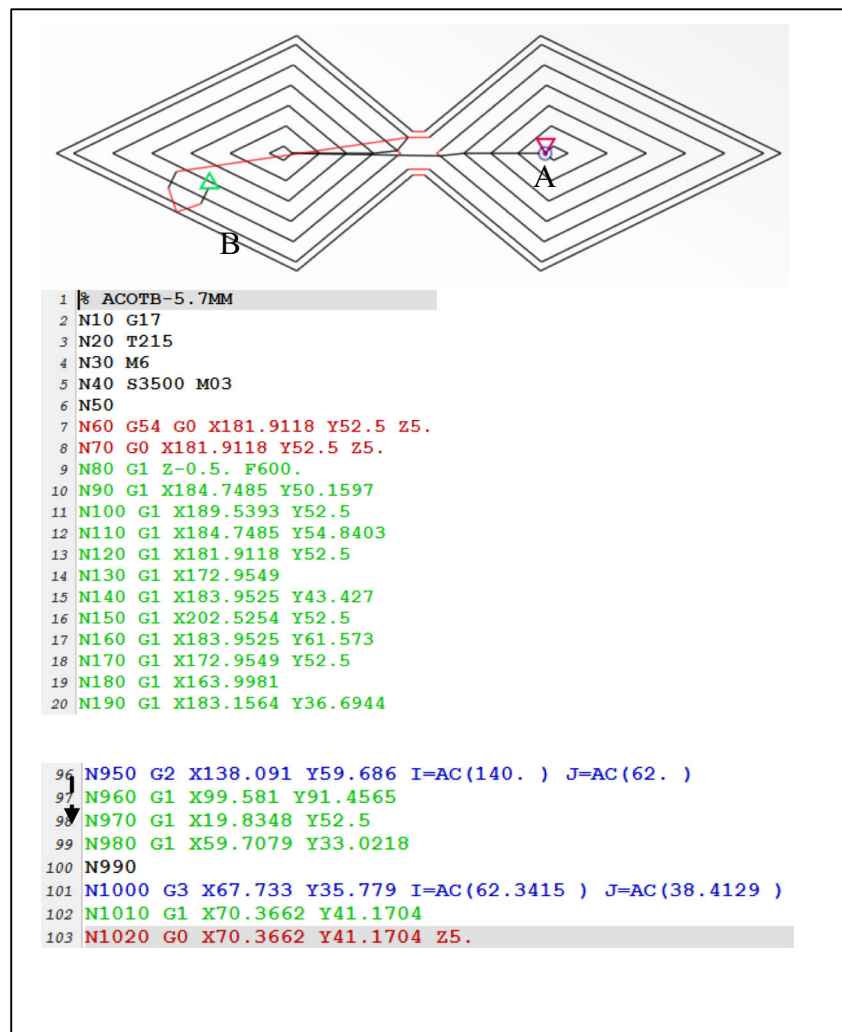 A
B
1 % ACOTB-5.7MM
2 N10 G17
3 N20 T215
4 N30 M6
5 N40 S3500 M03
6 N50
7 N60 G54 G0 X181.9118 Y52.5 Z5.
8 N70 G0 X181.9118 Y52.5 Z5.
9 N80 G1 Z-0.5. F600.
10 N90 G1 X184.7485 Y50.1597
11 N100 G1 X189.5393 Y52.5
12 N110 G1 X184.7485 Y54.8403
13 N120 G1 X181.9118 Y52.5
14 N130 G1 X172.9549
15 N140 G1 X183.9525 Y43.427
16 N150 G1 X202.5254 Y52.5
17 N160 G1 X183.9525 Y61.573
18 N170 G1 X172.9549 Y52.5
19 N180 G1 X163.9981
20 N190 G1 X183.1564 Y36.6944
96 N950 G2 X138.091 Y59.686 I=AC(140. ) J=AC(62. )
97 N960 G1 X99.581 Y91.4565
98 N970 G1 X19.8348 Y52.5
99 N980 G1 X59.7079 Y33.0218
100 N990
101 N1000 G3 X67.733 Y35.779 I=AC(62.3415 ) J=AC(38.4129 )
102 N1010 G1 X70.3662 Y41.1704
103 N1020 G0 X70.3662 Y41.1704 Z5.